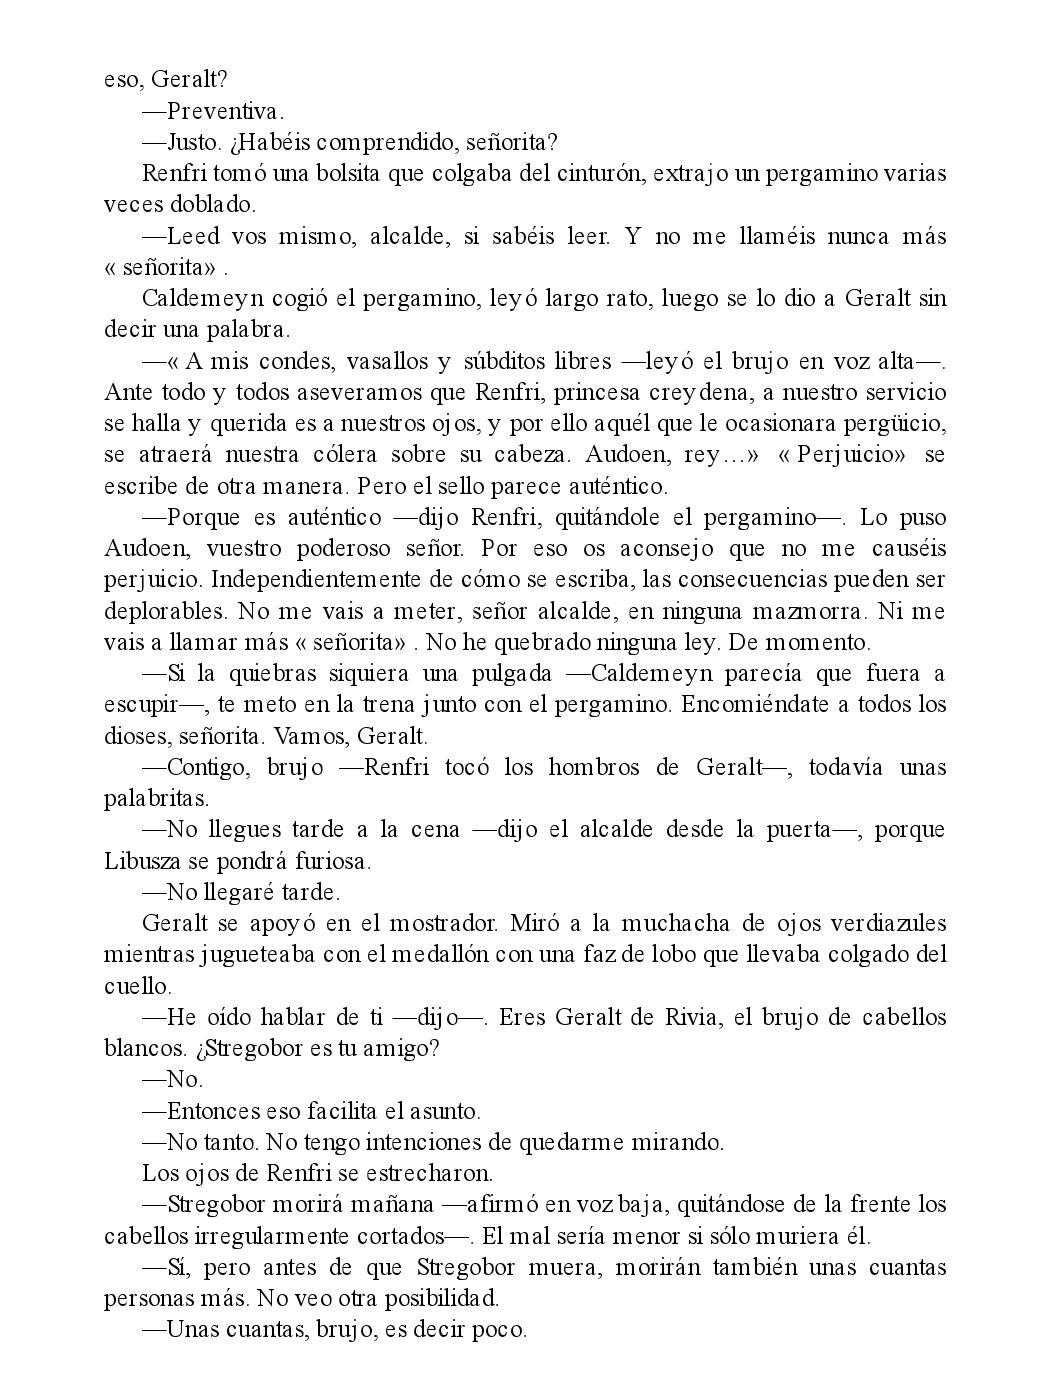 eso, Geralt?
—Preventiva.
—Justo. ¿Habéis comprendido, señorita?
Renfri tomó una bolsita que colgaba del cinturón, extrajo un pergamino varias
veces doblado.
—Leed vos mismo, alcalde, si sabéis leer. Y no me llaméis nunca más
« señorita» .
Caldemeyn cogió el pergamino, leyó largo rato, luego se lo dio a Geralt sin
decir una palabra.
—« A mis condes, vasallos y súbditos libres —leyó el brujo en voz alta—.
Ante todo y todos aseveramos que Renfri, princesa creydena, a nuestro servicio
se halla y querida es a nuestros ojos, y por ello aquél que le ocasionara pergüicio,
se atraerá nuestra cólera sobre su cabeza. Audoen, rey…» « Perjuicio» se
escribe de otra manera. Pero el sello parece auténtico.
—Porque es auténtico —dijo Renfri, quitándole el pergamino—. Lo puso
Audoen, vuestro poderoso señor. Por eso os aconsejo que no me causéis
perjuicio. Independientemente de cómo se escriba, las consecuencias pueden ser
deplorables. No me vais a meter, señor alcalde, en ninguna mazmorra. Ni me
vais a llamar más « señorita» . No he quebrado ninguna ley. De momento.
—Si la quiebras siquiera una pulgada —Caldemeyn parecía que fuera a
escupir—, te meto en la trena junto con el pergamino. Encomiéndate a todos los
dioses, señorita. Vamos, Geralt.
—Contigo, brujo —Renfri tocó los hombros de Geralt—, todavía unas
palabritas.
—No llegues tarde a la cena —dijo el alcalde desde la puerta—, porque
Libusza se pondrá furiosa.
—No llegaré tarde.
Geralt se apoyó en el mostrador. Miró a la muchacha de ojos verdiazules
mientras jugueteaba con el medallón con una faz de lobo que llevaba colgado del
cuello.
—He oído hablar de ti —dijo—. Eres Geralt de Rivia, el brujo de cabellos
blancos. ¿Stregobor es tu amigo?
—No.
—Entonces eso facilita el asunto.
—No tanto. No tengo intenciones de quedarme mirando.
Los ojos de Renfri se estrecharon.
—Stregobor morirá mañana —afirmó en voz baja, quitándose de la frente los
cabellos irregularmente cortados—. El mal sería menor si sólo muriera él.
—Sí, pero antes de que Stregobor muera, morirán también unas cuantas
personas más. No veo otra posibilidad.
—Unas cuantas, brujo, es decir poco.